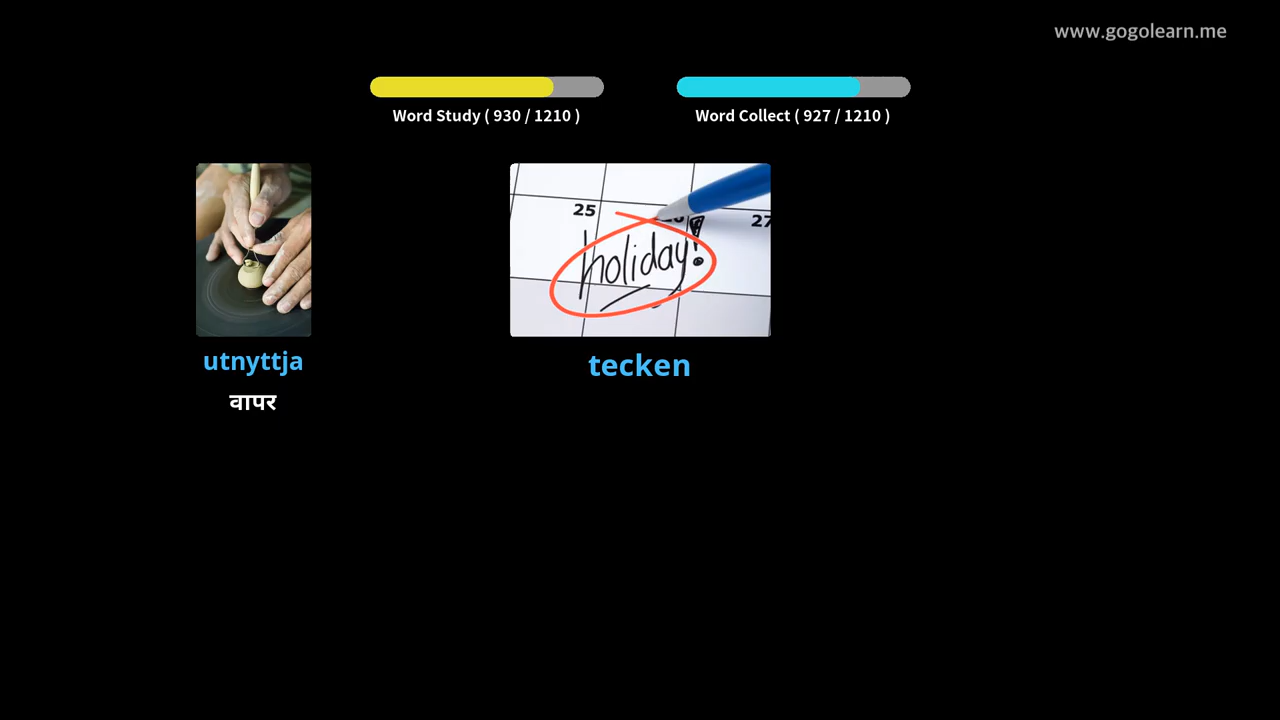 www.gogolearn.me
Word Study ( 930 / 1210 )
Word Collect ( 927 / 1210 )
25
27
holiday!
utnyttja
tecken
वापर